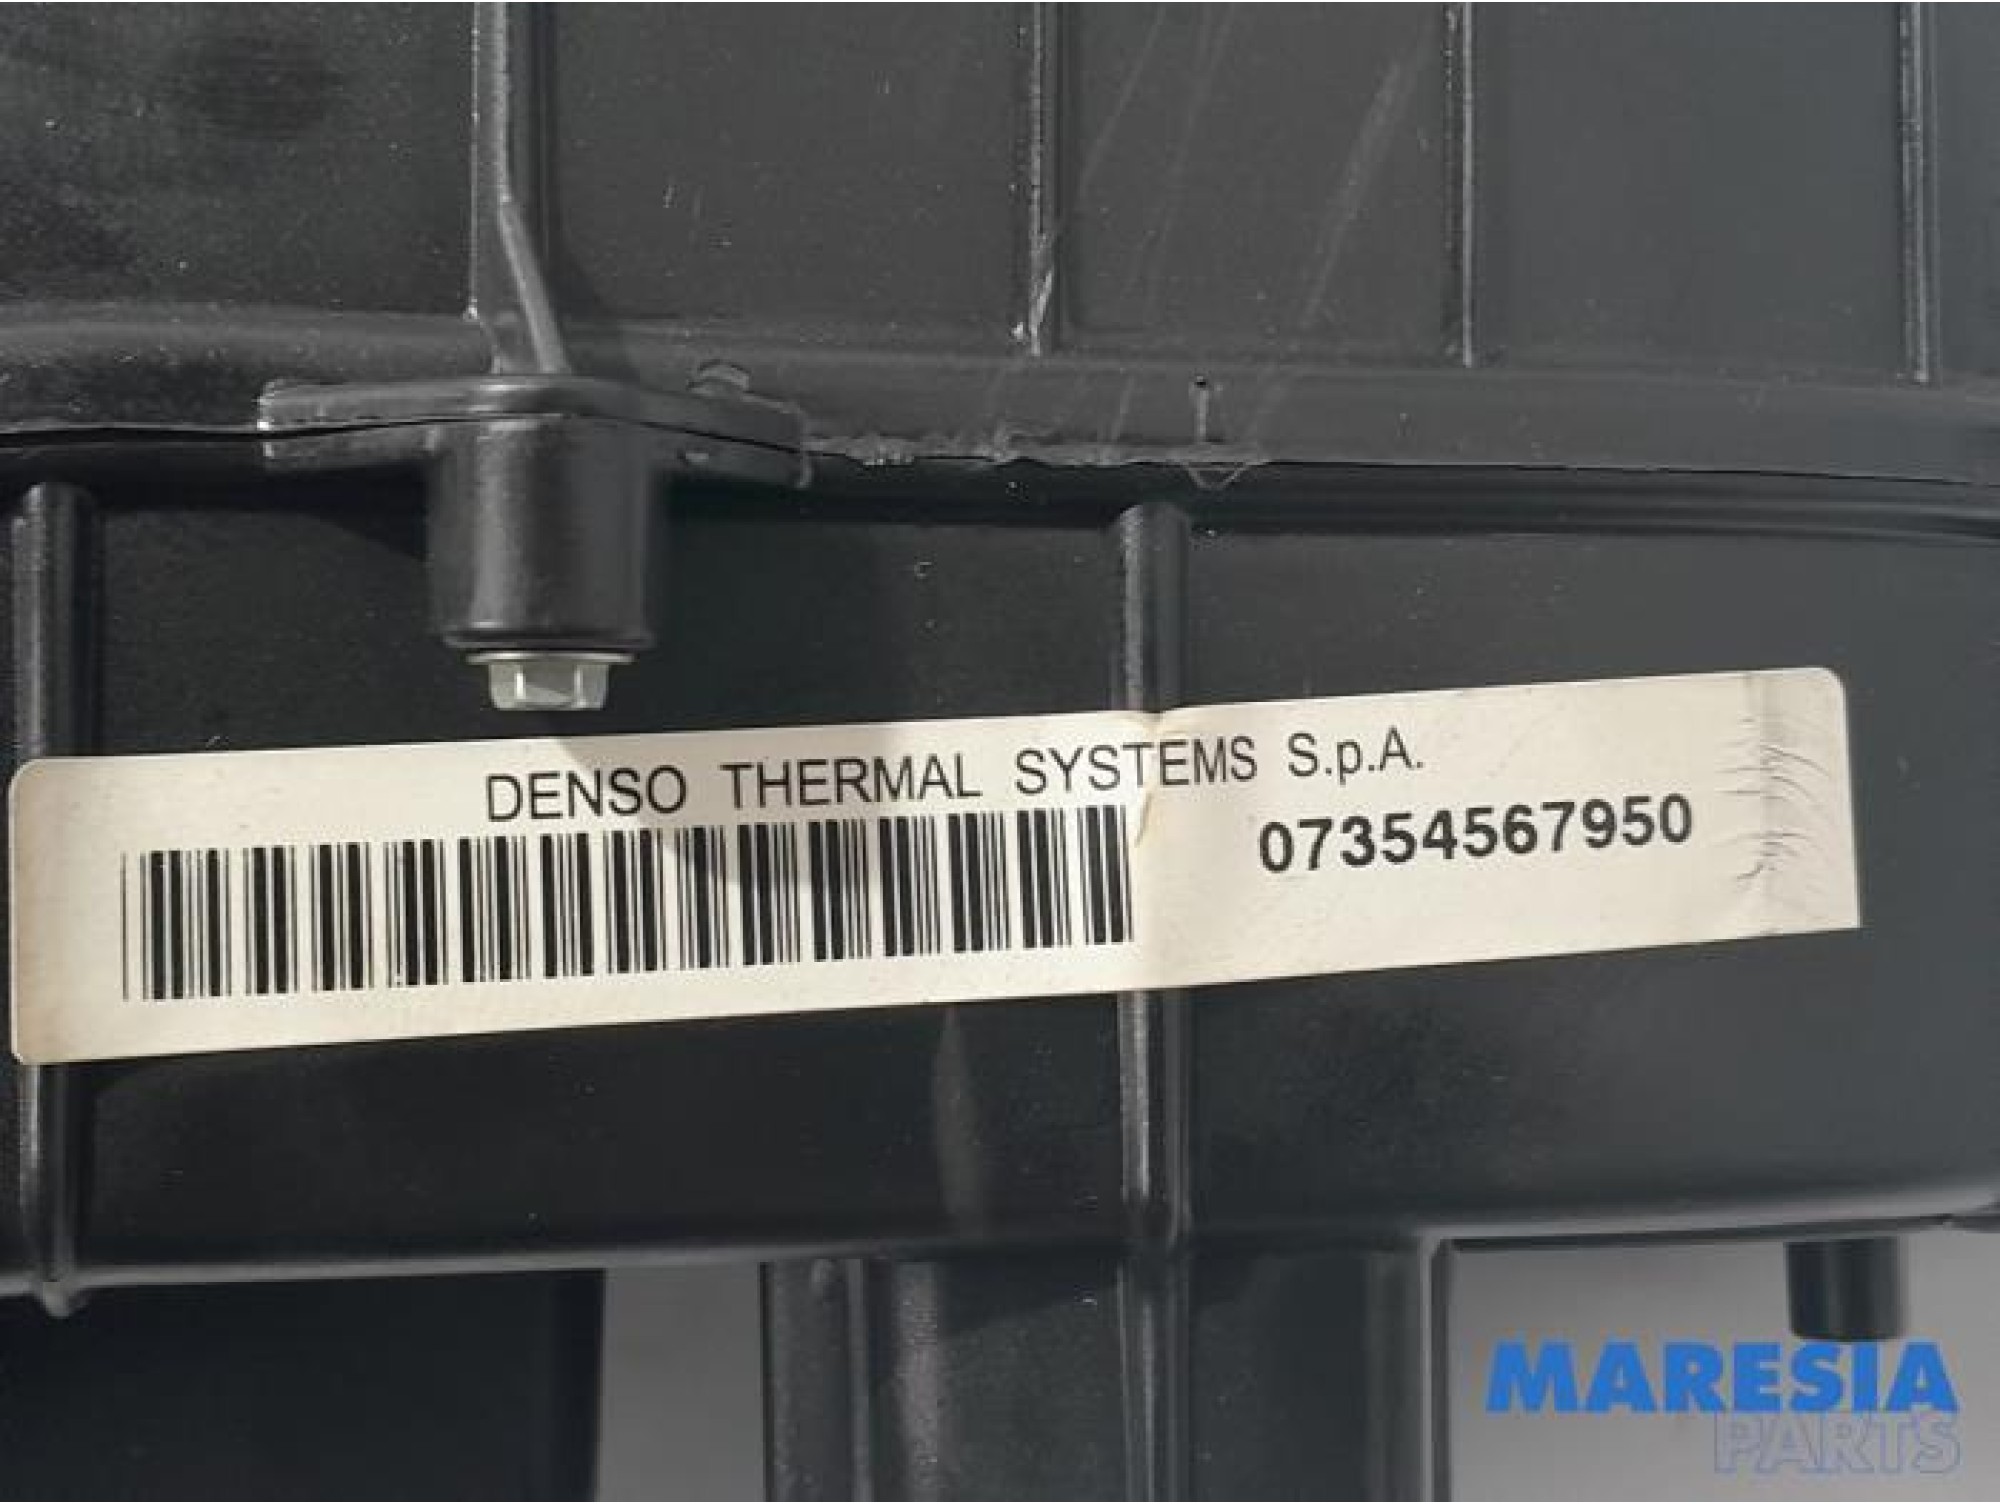 DENSO THERMAL SYSTEMS S.p.A.
07354567950
MARESIA
PARTS